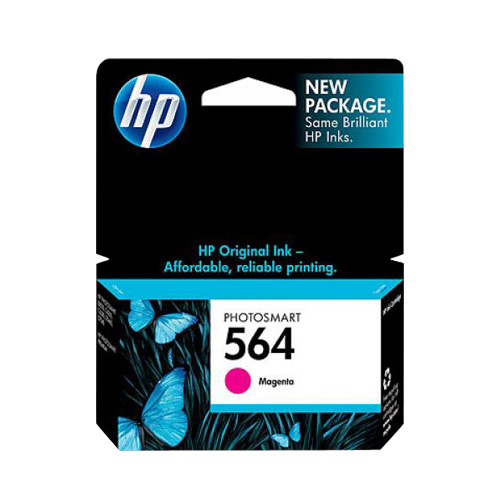 hp
NEW
PACKAGE.
Same Brilliant
HP Inks.
HP Original Ink –
Affordable, reliable printing.
PHOTOSMART
564
Magenta